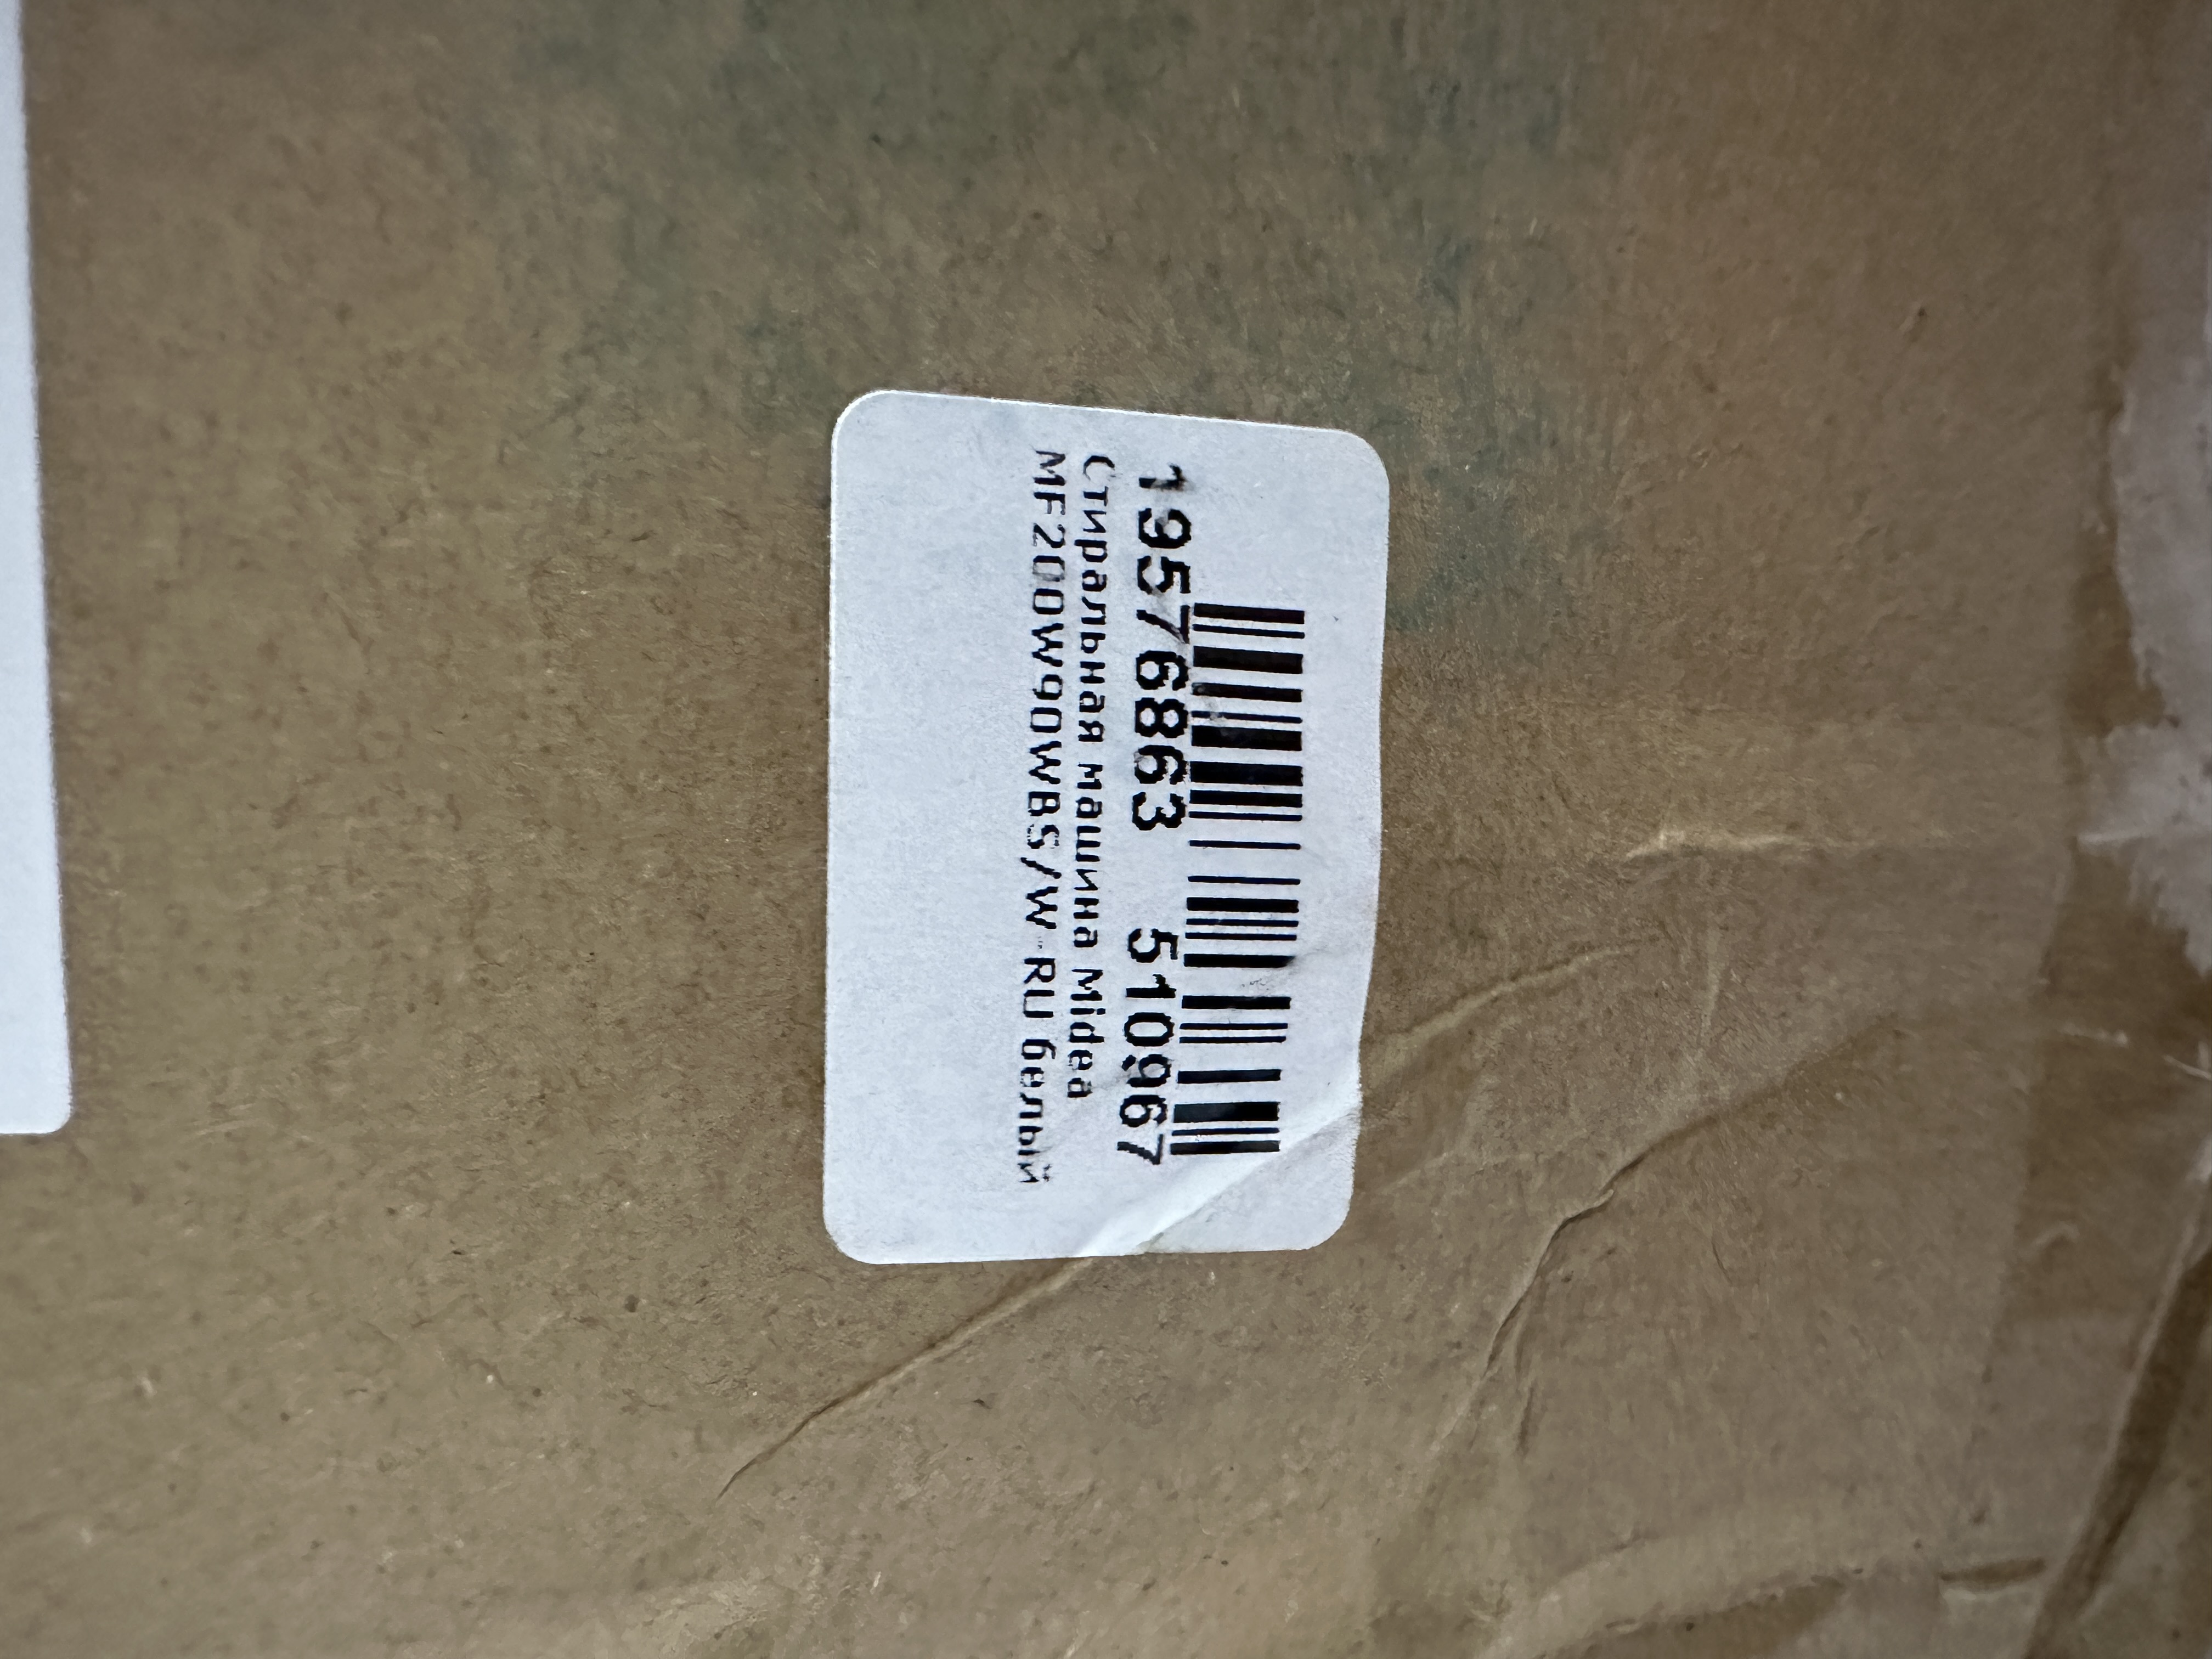 19576863 510967
Стиральная машина Midea
MF200W90WBS/W-RU белый